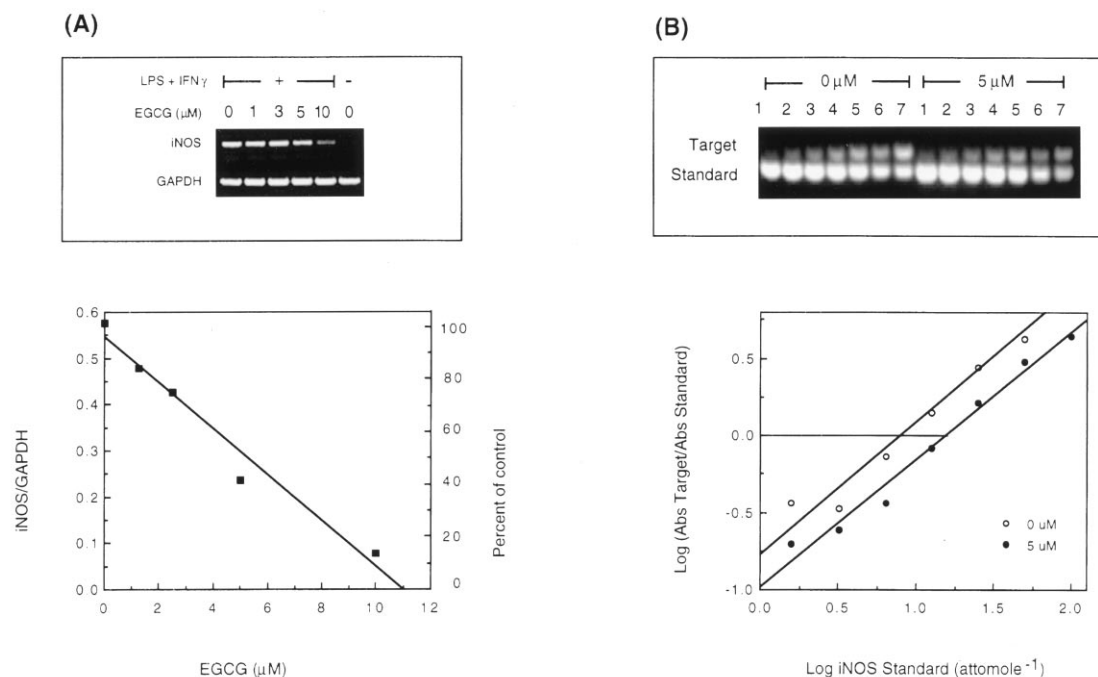 (A)
LPS + IFNγ + -
EGCG (μM) 0 1 3 5 10 0
iNOS
GAPDH
0.6
0.5
0.4
0.3
0.2
0.1
0.0
iNOS/GAPDH
100
80
60
40
20
0
Percent of control
0 2 4 6 8 10 12
EGCG (μM)
(B)
0 μM 5 μM
1 2 3 4 5 6 7 1 2 3 4 5 6 7
Target
Standard
0.5
0.0
-0.5
-1.0
Log (Abs Target/Abs Standard)
0 uM
5 uM
0.0 0.5 1.0 1.5 2.0
Log iNOS Standard (attomole⁻¹)